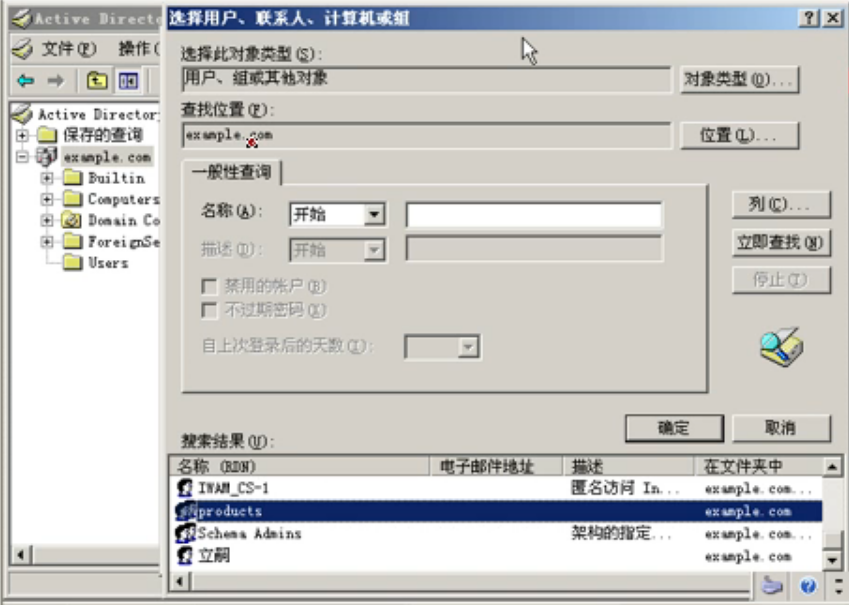 Active Directo
选择用户、联系人、计算机或组
文件(F) 操作(
选择此对象类型(S):
用户、组或其他对象
对象类型(O)...
查找位置(F):
example.com
位置(L)...
Active Director
保存的查询
example.com
Builtin
Computers
Domain Co
ForeignSe
Users
一般性查询
名称(A):
开始
列(C)...
描述(D):
开始
立即查找(N)
禁用的帐户(B)
停止(T)
不过期密码(X)
自上次登录后的天数(I):
确定
取消
搜索结果(U):
名称 (RDN) 电子邮件地址 描述 在文件夹中
IWAM_CS-1 匿名访问 In... example.com...
products example.com
Schema Admins 架构的指定... example.com...
立嗣 example.com